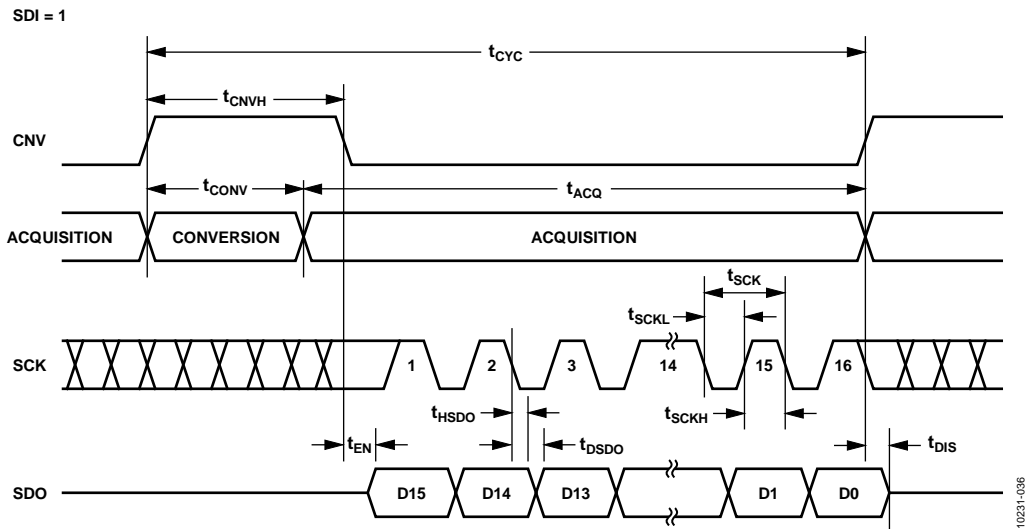 SDI = 1
tCYC
tCNVH
CNV
tCONV
tACQ
ACQUISITION CONVERSION ACQUISITION
tSCK
tSCKL
SCK 1 2 3 14 15 16
tHSDO tSCKH
tEN tDSDO tDIS
SDO D15 D14 D13 D1 D0
10231-036